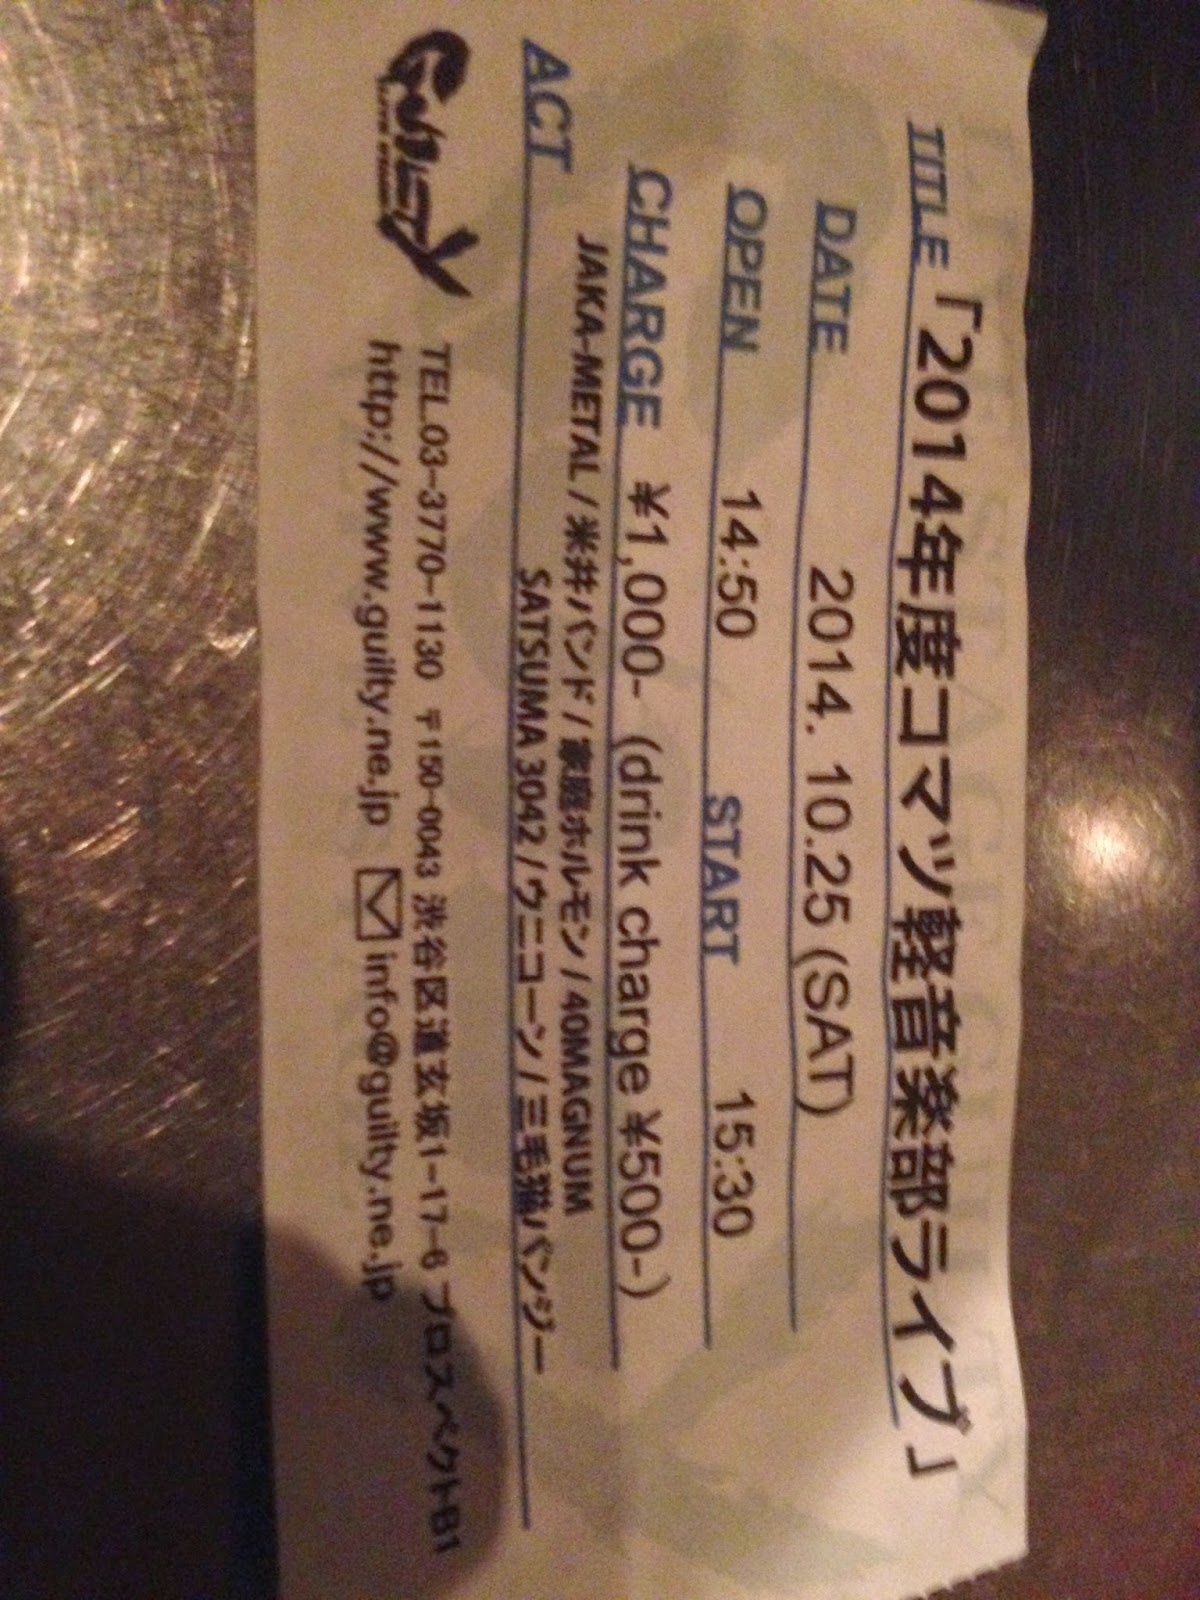 TITLE「2014年度コマツ軽音楽部ライブ」
DATE 2014. 10.25 (SAT)
OPEN 14:50 START 15:30
CHARGE ¥1,000- (drink charge ¥500-)
ACT
JAKA-METAL / 米井バンド / 家庭ホルモン / 40MAGNUM
SATSUMA 3042 / ウニコーン / 三毛猫バンジー
GUILTY
TEL.03-3770-1130 〒150-0043 渋谷区道玄坂1-17-6 プロスペクトB1
http://www.guilty.ne.jp info@guilty.ne.jp